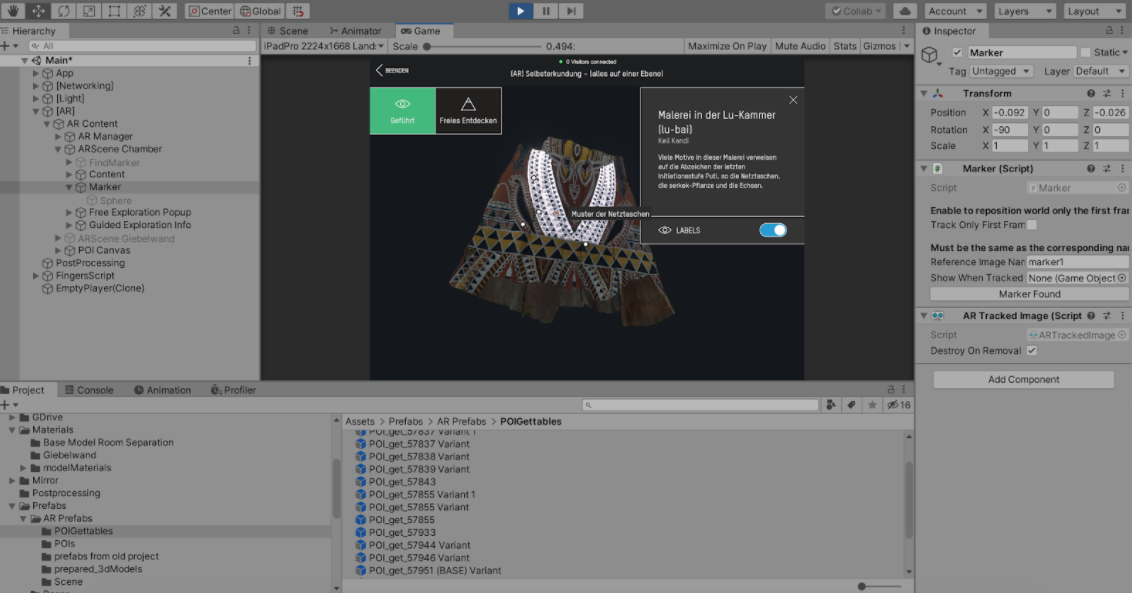 Center
Global
Collab
Account
Layers
Layout
Hierarchy
All
Main*
App
[Networking]
[Light]
[AR]
AR Content
AR Manager
ARScene Chamber
FindMarker
Content
Marker
Sphere
Free Exploration Popup
Guided Exploration Info
ARScene Giebelwand
POI Canvas
PostProcessing
FingersScript
EmptyPlayer(Clone)
Scene
Animator
Game
iPadPro 2224x1668 Land:
Scale
0.494:
Maximize On Play
Mute Audio
Stats
Gizmos
0 Visitors connected
BEENDEN
[AR] Selbsterkundung - (alles auf einer Ebene)
Geführt
Freies Entdecken
Malerei in der Lu-Kammer
(lu-bai)
Keil Kandi
Viele Motive in dieser Malerei verweisen
auf die Abzeichen der letzten
Initiationsstufe Puti, so die Netztaschen,
die serkek-Pflanze und die Echsen.
Muster der Netztaschen
LABELS
Inspector
Marker
Static
Tag Untagged
Layer Default
Transform
Position X -0.092 Y 0 Z -0.026
Rotation X -90 Y 0 Z 0
Scale X 1 Y 1 Z 1
Marker (Script)
Script Marker
Enable to reposition world only the first fran
Track Only First Fram
Must be the same as the corresponding na
Reference Image Nan marker1
Show When Tracked None (Game Object
Marker Found
AR Tracked Image (Script
Script ARTrackedImage
Destroy On Removal
Add Component
Project
Console
Animation
Profiler
16
GDrive
Materials
Base Model Room Separation
Giebelwand
modelMaterials
Mirror
Postprocessing
Prefabs
AR Prefabs
POIGettables
POIs
prefabs from old project
prepared_3dModels
Scene
Assets > Prefabs > AR Prefabs > POIGettables
POI_get_57837 Variant 1
POI_get_57837 Variant
POI_get_57838 Variant
POI_get_57839 Variant
POI_get_57843
POI_get_57855 Variant 1
POI_get_57855 Variant
POI_get_57855
POI_get_57933
POI_get_57944 Variant
POI_get_57946 Variant
POI_get_57951 (BASE) Variant